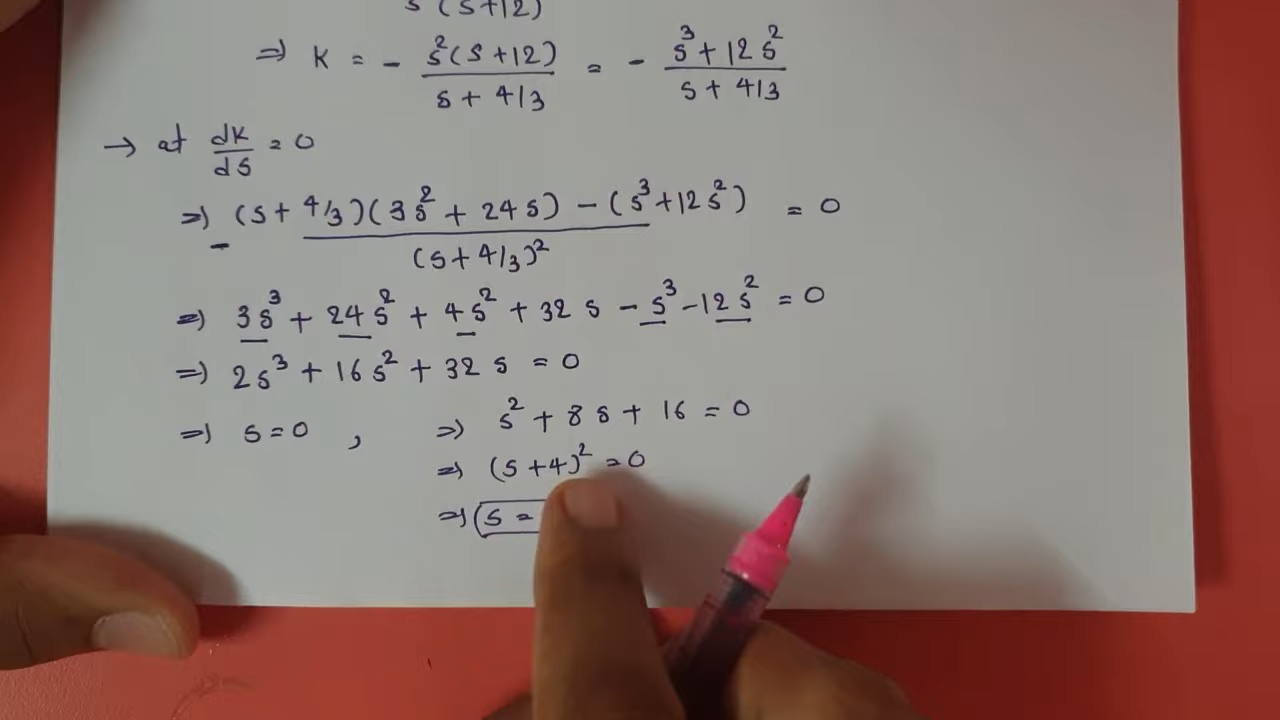 s (s+12)
⇒ K = - s²(s+12) / s + 4/3 = - s³+12s² / s + 4/3
→ at dK/ds = 0
⇒ - (s+4/3)(3s²+24s) - (s³+12s²) / (s+4/3)² = 0
⇒ 3s³ + 24s² + 4s² + 32s - s³ - 12s² = 0
⇒ 2s³ + 16s² + 32s = 0
⇒ s=0 , ⇒ s² + 8s + 16 = 0
⇒ (s+4)² = 0
⇒ s =